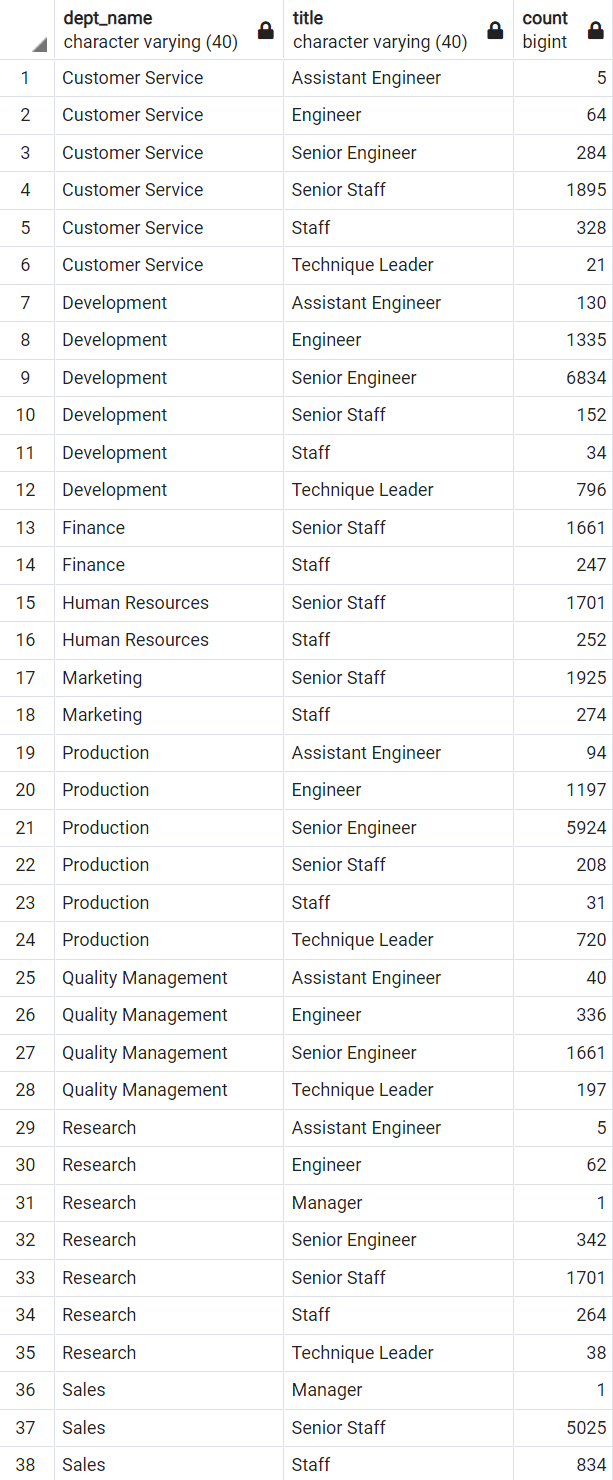 dept_name title count
character varying (40) character varying (40) bigint
1 Customer Service Assistant Engineer 5
2 Customer Service Engineer 64
3 Customer Service Senior Engineer 284
4 Customer Service Senior Staff 1895
5 Customer Service Staff 328
6 Customer Service Technique Leader 21
7 Development Assistant Engineer 130
8 Development Engineer 1335
9 Development Senior Engineer 6834
10 Development Senior Staff 152
11 Development Staff 34
12 Development Technique Leader 796
13 Finance Senior Staff 1661
14 Finance Staff 247
15 Human Resources Senior Staff 1701
16 Human Resources Staff 252
17 Marketing Senior Staff 1925
18 Marketing Staff 274
19 Production Assistant Engineer 94
20 Production Engineer 1197
21 Production Senior Engineer 5924
22 Production Senior Staff 208
23 Production Staff 31
24 Production Technique Leader 720
25 Quality Management Assistant Engineer 40
26 Quality Management Engineer 336
27 Quality Management Senior Engineer 1661
28 Quality Management Technique Leader 197
29 Research Assistant Engineer 5
30 Research Engineer 62
31 Research Manager 1
32 Research Senior Engineer 342
33 Research Senior Staff 1701
34 Research Staff 264
35 Research Technique Leader 38
36 Sales Manager 1
37 Sales Senior Staff 5025
38 Sales Staff 834